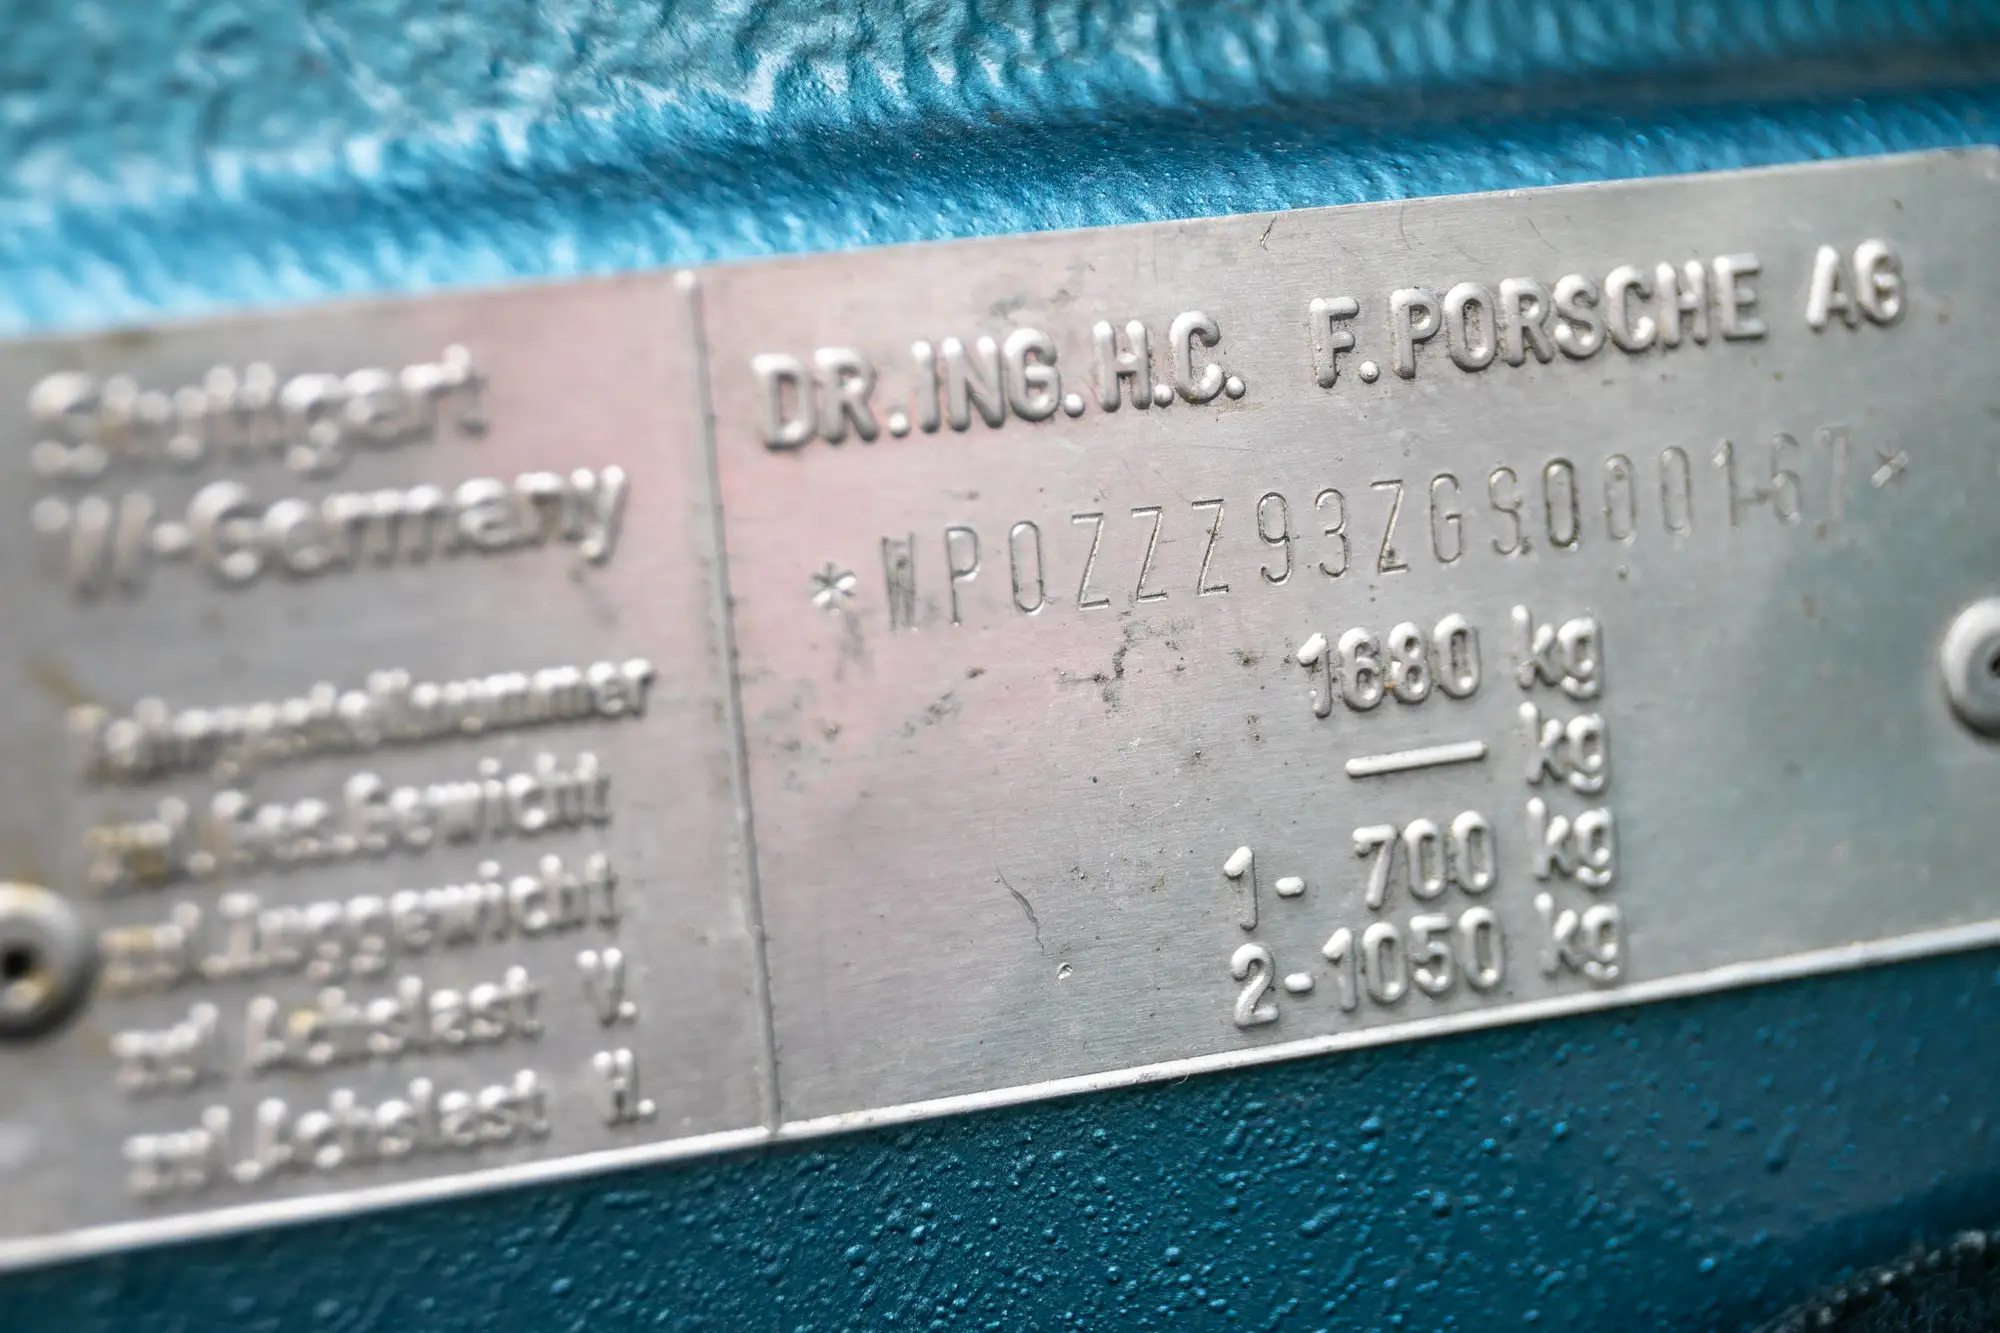 Stuttgart
W-Germany
DR.ING.H.C. F.PORSCHE AG
*WP0ZZZ93ZGS000167*
Fahrgestellnummer
zul.Ges.Gewicht 1680 kg
zul.Zuggewicht — kg
zul.Achslast V. 1- 700 kg
zul.Achslast H. 2-1050 kg